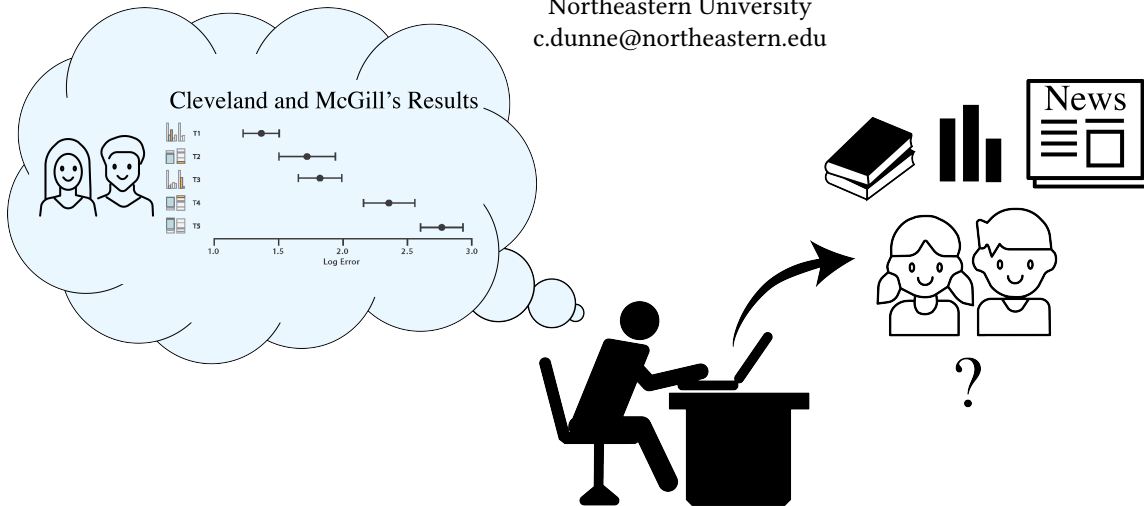 Northeastern University
c.dunne@northeastern.edu
Cleveland and McGill's Results
T1
T2
T3
T4
T5
1.0 1.5 2.0 2.5 3.0
Log Error
News
?